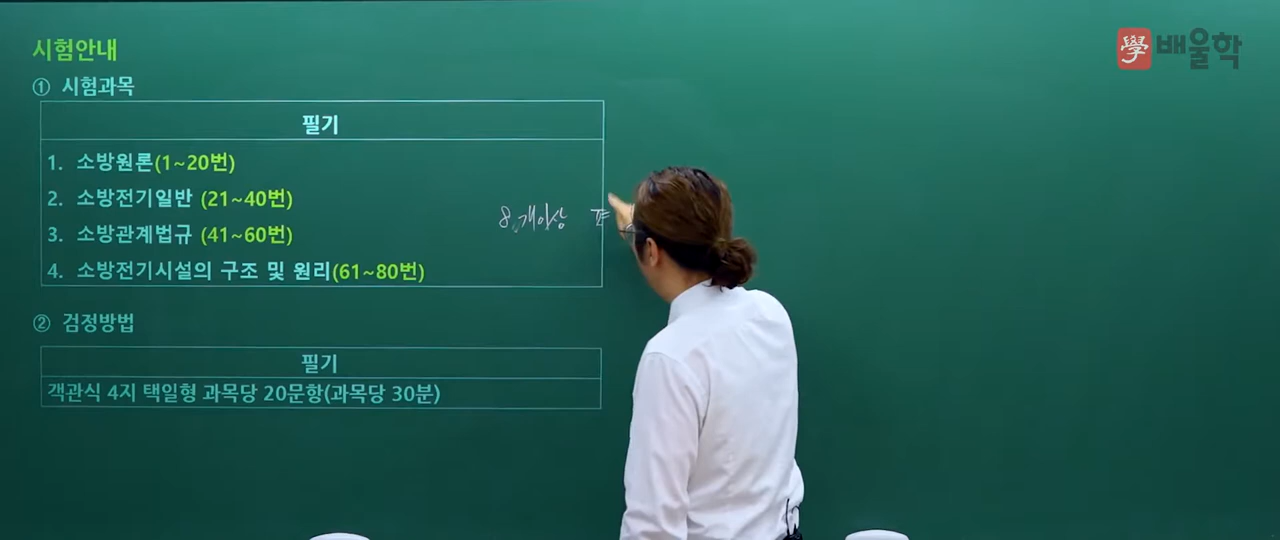 시험안내
學 배울학
① 시험과목
필기
1. 소방원론(1~20번)
2. 소방전기일반 (21~40번)
8개이상
3. 소방관계법규 (41~60번)
4. 소방전기시설의 구조 및 원리(61~80번)
② 검정방법
필기
객관식 4지 택일형 과목당 20문항(과목당 30분)